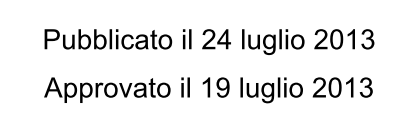 Pubblicato il 24 luglio 2013
Approvato il 19 luglio 2013